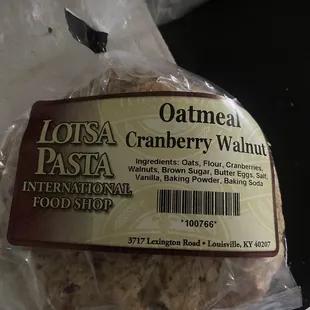 LOTSA
PASTA
INTERNATIONAL
FOOD SHOP
Oatmeal
Cranberry Walnut
Ingredients: Oats, Flour, Cranberries,
Walnuts, Brown Sugar, Butter Eggs, Salt,
Vanilla, Baking Powder, Baking Soda
*100766*
3717 Lexington Road • Louisville, KY 40207